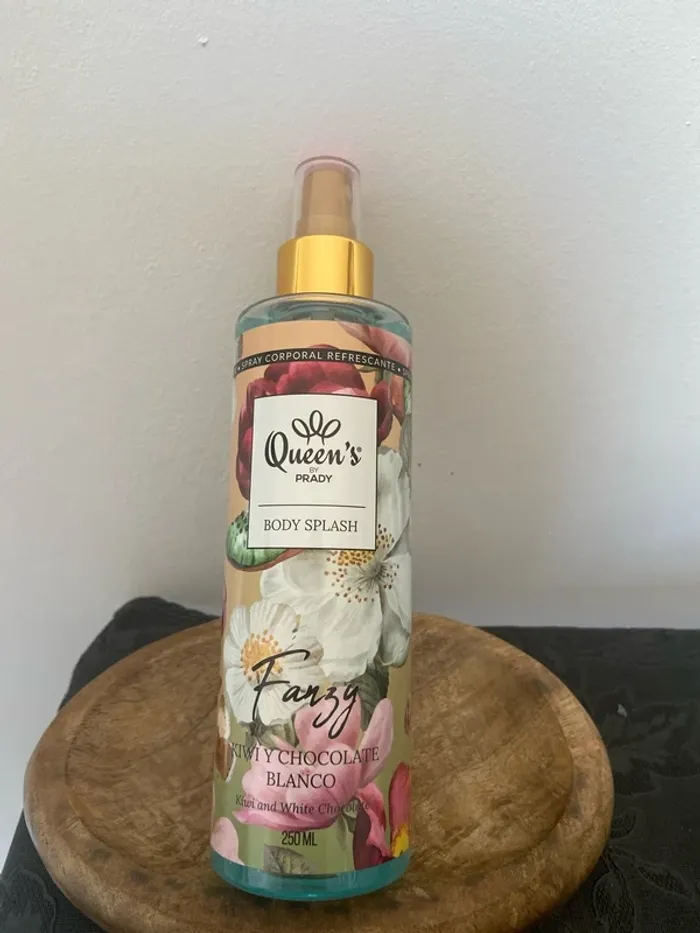 • SPRAY CORPORAL REFRESCANTE •
Queen's®
BY
PRADY
BODY SPLASH
Fanzy
KIWI Y CHOCOLATE
BLANCO
Kiwi and White Chocolate
250 ML